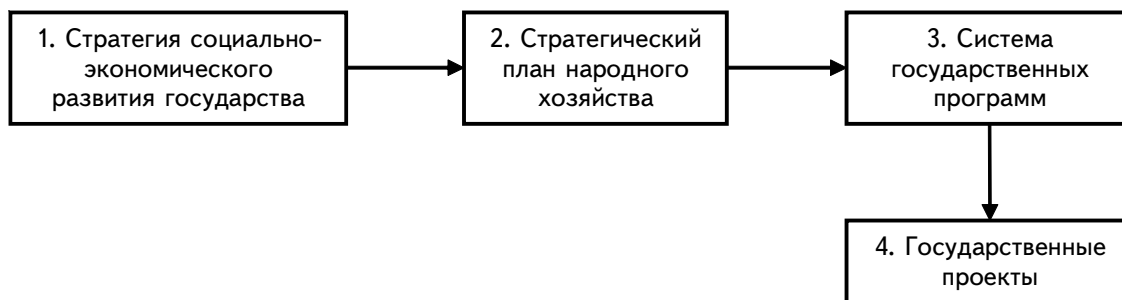 1. Стратегия социально-
экономического
развития государства
2. Стратегический
план народного
хозяйства
3. Система
государственных
программ
4. Государственные
проекты